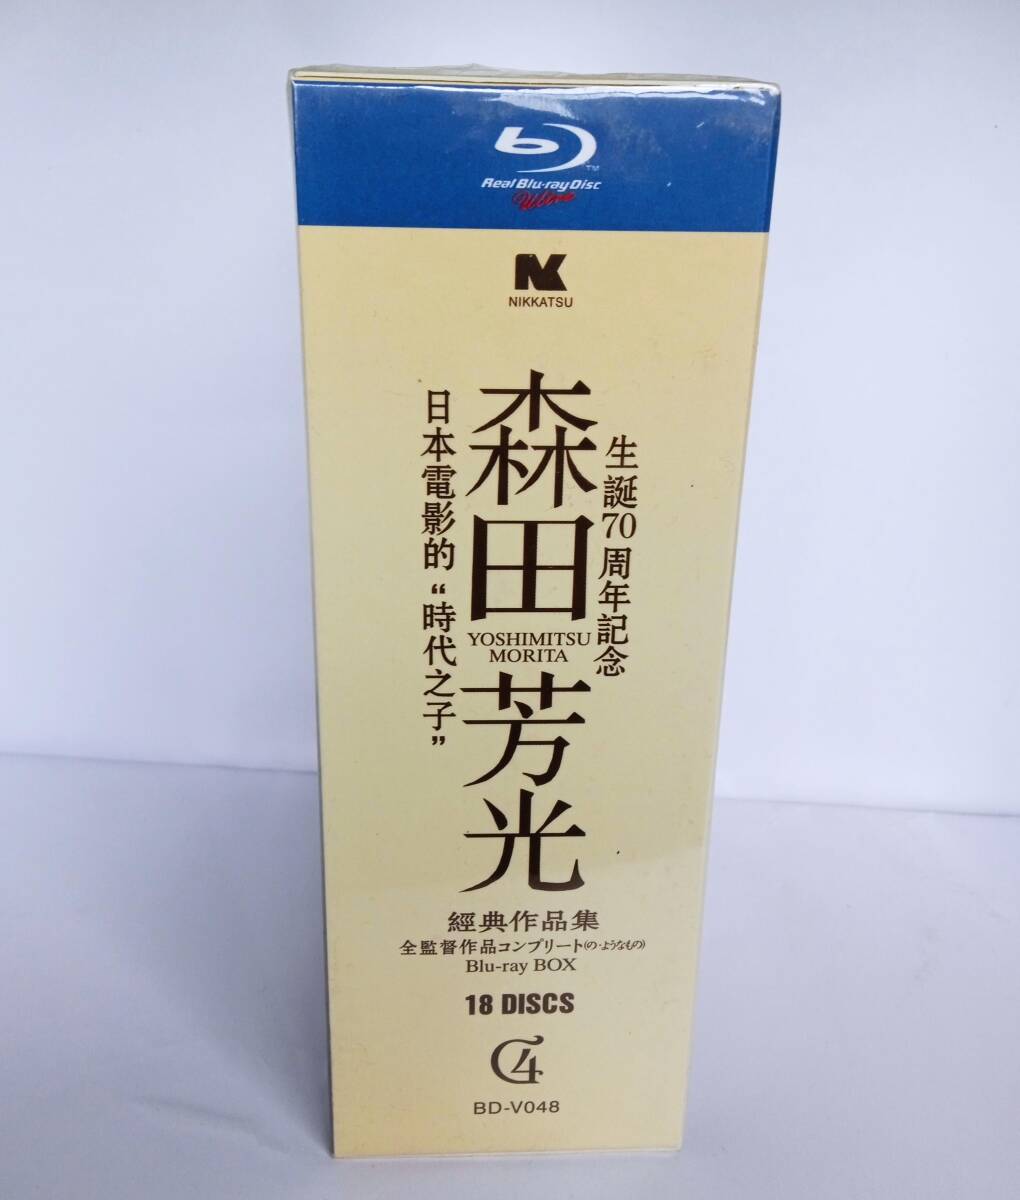 Real Blu-ray Disc
Ultra
NIKKATSU
生誕70周年記念
森田芳光
YOSHIMITSU
MORITA
日本電影的“時代之子”
經典作品集
全監督作品コンプリート(の・ようなもの)
Blu-ray BOX
18 DISCS
C4
BD-V048